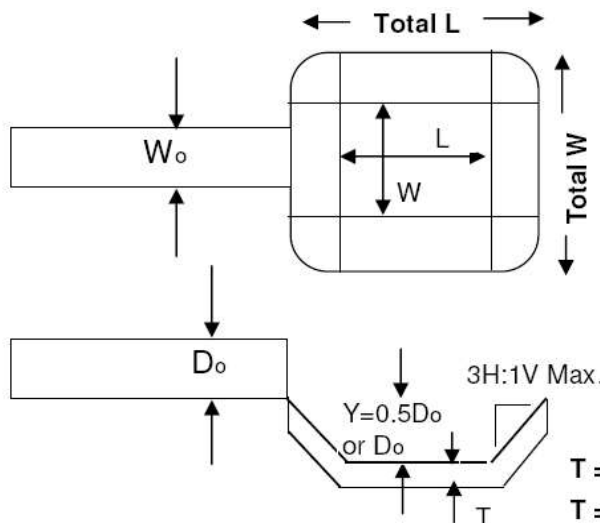 Total L
Wo
L
W
Total W
Do
3H:1V Max.
Y=0.5Do
or Do
T =
T =
T